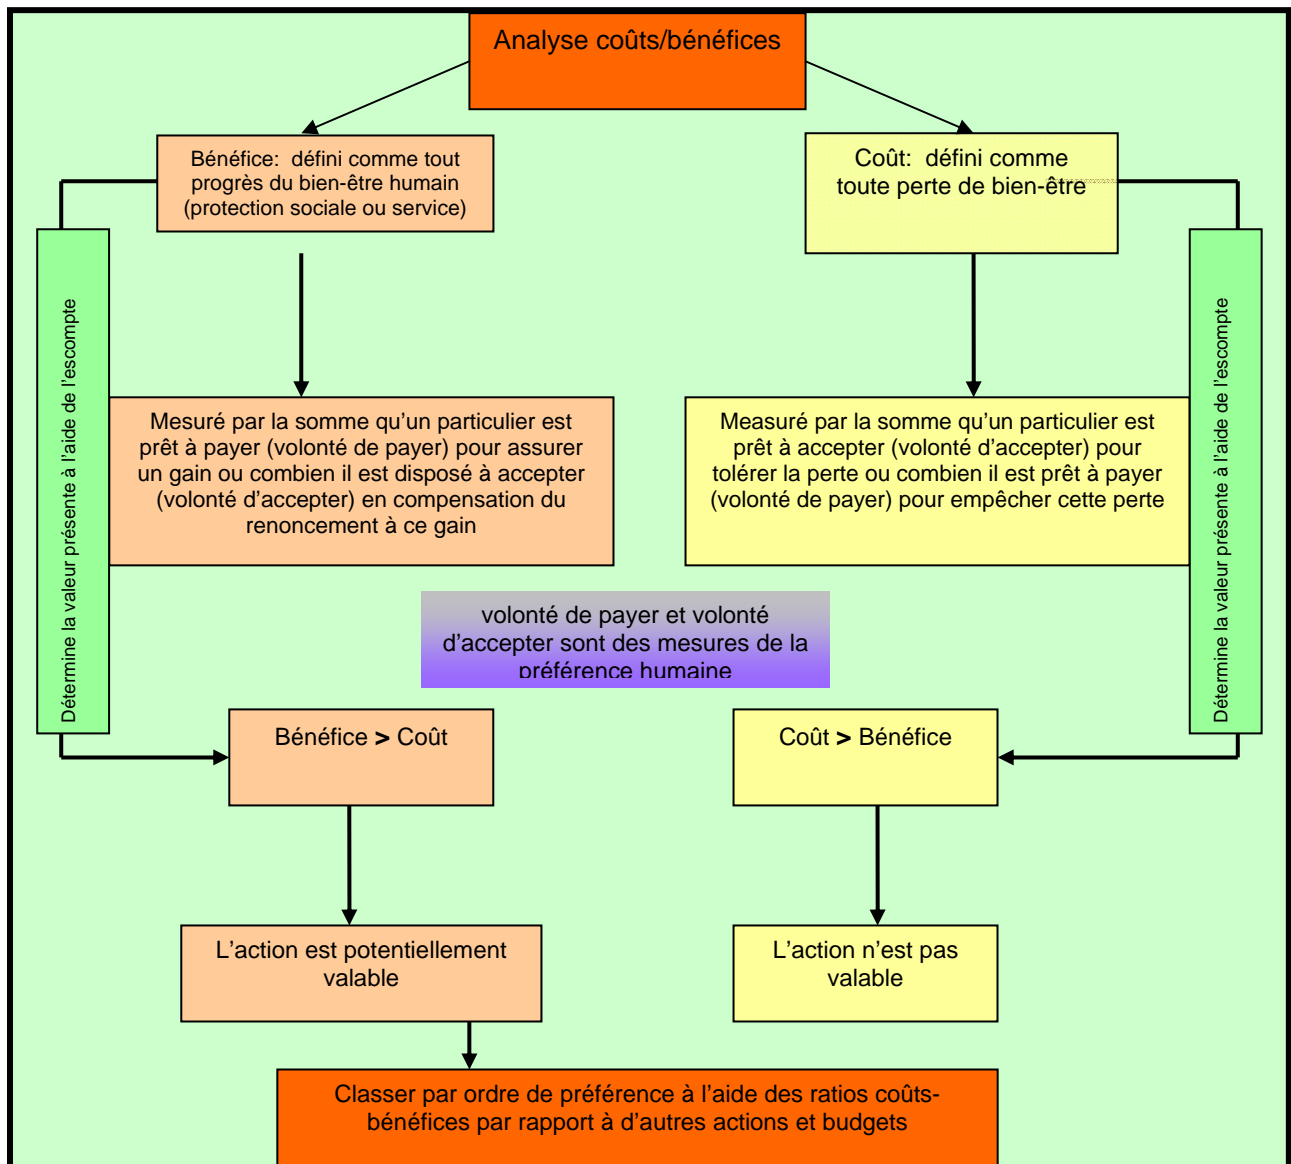 Analyse coûts/bénéfices
Bénéfice: défini comme tout
progrès du bien-être humain
(protection sociale ou service)
Coût: défini comme
toute perte de bien-être
Détermine la valeur présente à l'aide de l'escompte
Mesuré par la somme qu'un particulier est
prêt à payer (volonté de payer) pour assurer
un gain ou combien il est disposé à accepter
(volonté d'accepter) en compensation du
renoncement à ce gain
Measuré par la somme qu'un particulier est
prêt à accepter (volonté d'accepter) pour
tolérer la perte ou combien il est prêt à payer
(volonté de payer) pour empêcher cette perte
Détermine la valeur présente à l'aide de l'escompte
volonté de payer et volonté
d'accepter sont des mesures de la
préférence humaine
Bénéfice > Coût
Coût > Bénéfice
L'action est potentiellement
valable
L'action n'est pas
valable
Classer par ordre de préférence à l'aide des ratios coûts-
bénéfices par rapport à d'autres actions et budgets